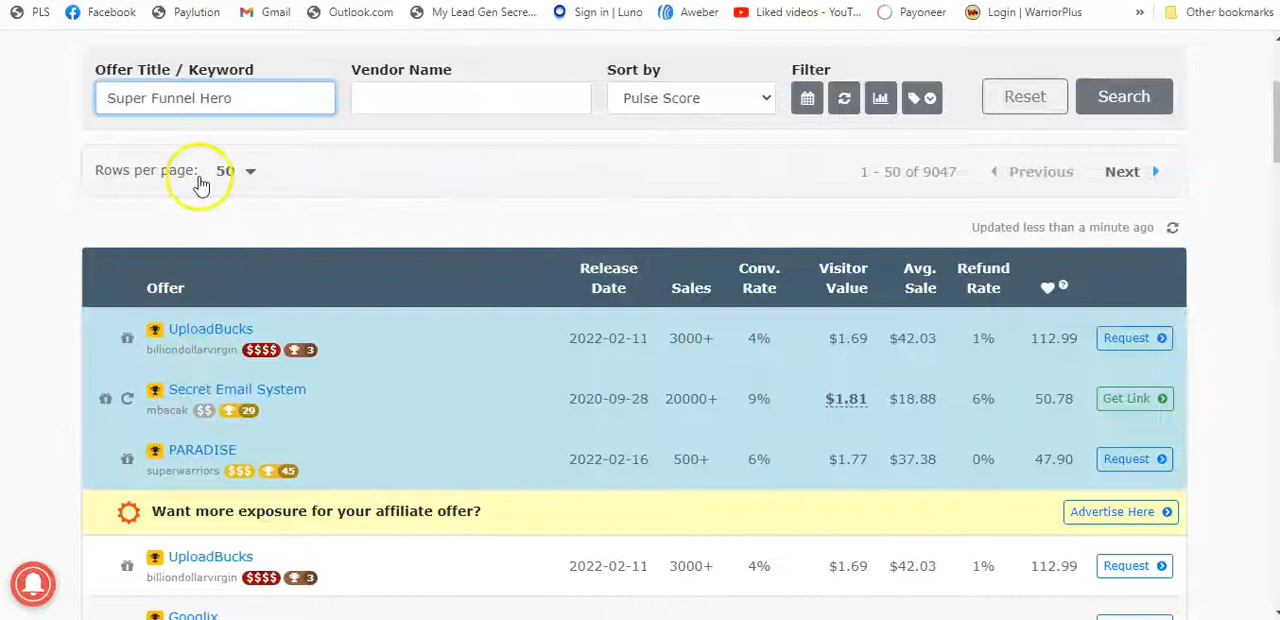 PLS Facebook Paylution Gmail Outlook.com My Lead Gen Secre... Sign in | Luno Aweber Liked videos - YouT... Payoneer Login | WarriorPlus » Other bookmarks
Offer Title / Keyword Vendor Name Sort by Filter
Super Funnel Hero Pulse Score Reset Search
Rows per page: 50 1 - 50 of 9047 Previous Next
Updated less than a minute ago
Offer Release Date Sales Conv. Rate Visitor Value Avg. Sale Refund Rate
UploadBucks 2022-02-11 3000+ 4% $1.69 $42.03 1% 112.99 Request
billiondollarvirgin $$$$ 3
Secret Email System 2020-09-28 20000+ 9% $1.81 $18.88 6% 50.78 Get Link
mbacak $$ 29
PARADISE 2022-02-16 500+ 6% $1.77 $37.38 0% 47.90 Request
superwarriors $$$ 45
Want more exposure for your affiliate offer? Advertise Here
UploadBucks 2022-02-11 3000+ 4% $1.69 $42.03 1% 112.99 Request
billiondollarvirgin $$$$ 3
Googlix